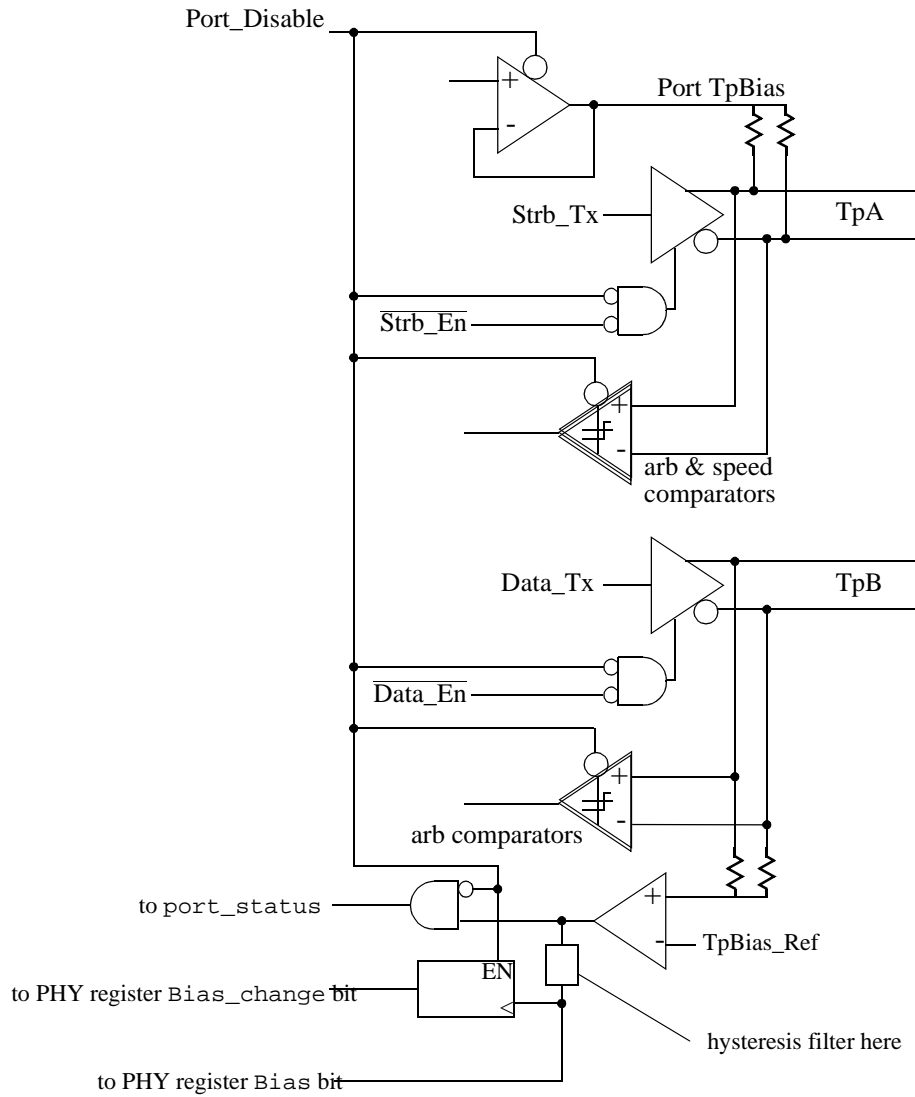 Port_Disable
+
-
Port TpBias
Strb_Tx
TpA
Strb_En
+
-
arb & speed
comparators
Data_Tx
TpB
Data_En
+
-
arb comparators
to port_status
+
-
TpBias_Ref
EN
to PHY register Bias_change bit
hysteresis filter here
to PHY register Bias bit